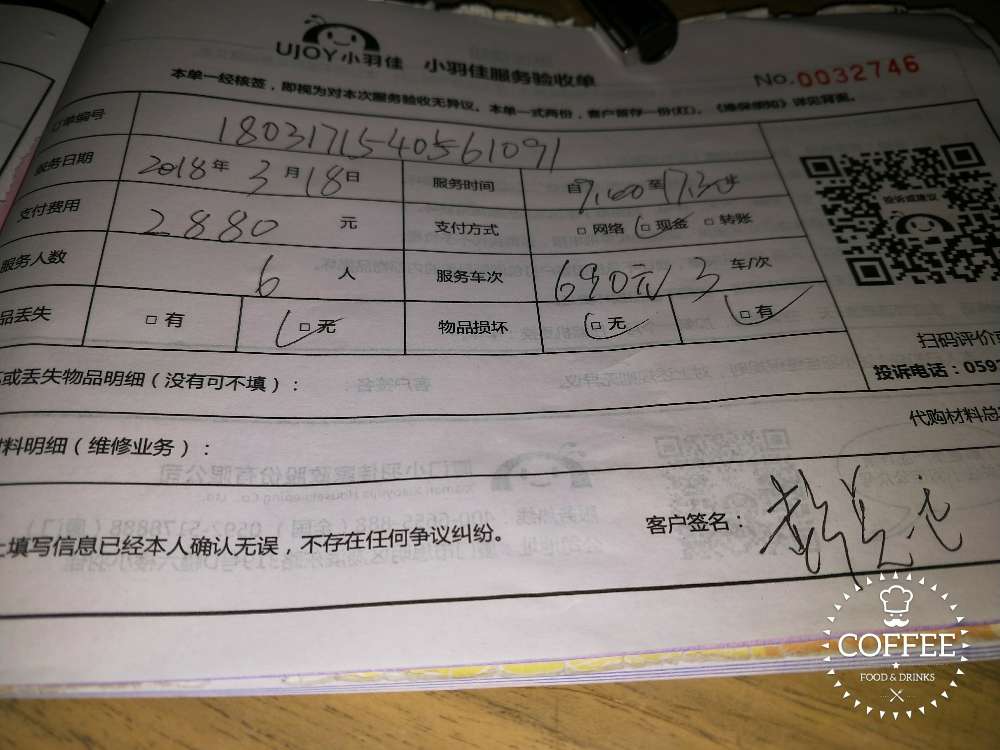 UJOY小羽佳 小羽佳服务验收单
No.0032746
本单一经核签，即视为对本次服务验收无异议。本单一式两份，客户留存一份(红)。《维保须知》详见背面。
订单编号 180317154056109​1
服务日期 2018年 3月18日 服务时间 自9:00至17:30
支付费用 2880 元 支付方式 □网络 □现金 □转账
服务人数 6 人 服务车次 690元/3 车/次
品丢失 □有 □无 物品损坏 □无 □有
投诉或建议
扫码评价
或丢失物品明细（没有可不填）：
投诉电话：059
料明细（维修业务）：
代购材料总
填写信息已经本人确认无误，不存在任何争议纠纷。
客户签名：
COFFEE
FOOD & DRINKS